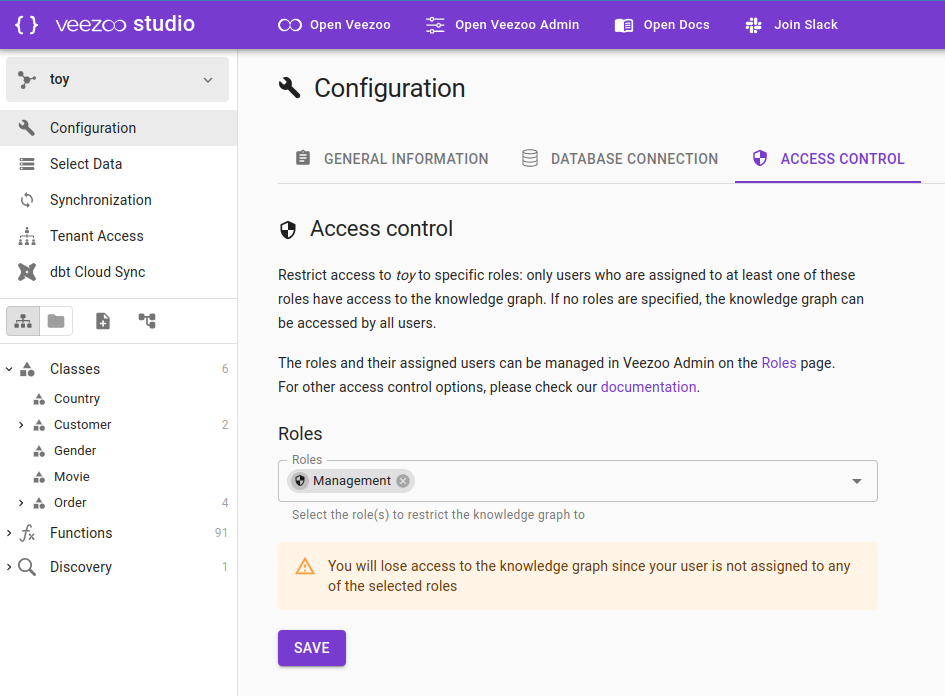 { } veezoo studio
Open Veezoo
Open Veezoo Admin
Open Docs
Join Slack
toy
Configuration
Select Data
Synchronization
Tenant Access
dbt Cloud Sync
Classes 6
Country
Customer 2
Gender
Movie
Order 4
Functions 91
Discovery 1
Configuration
GENERAL INFORMATION
DATABASE CONNECTION
ACCESS CONTROL
Access control
Restrict access to toy to specific roles: only users who are assigned to at least one of these
roles have access to the knowledge graph. If no roles are specified, the knowledge graph can
be accessed by all users.
The roles and their assigned users can be managed in Veezoo Admin on the Roles page.
For other access control options, please check our documentation.
Roles
Roles
Management
Select the role(s) to restrict the knowledge graph to
You will lose access to the knowledge graph since your user is not assigned to any
of the selected roles
SAVE